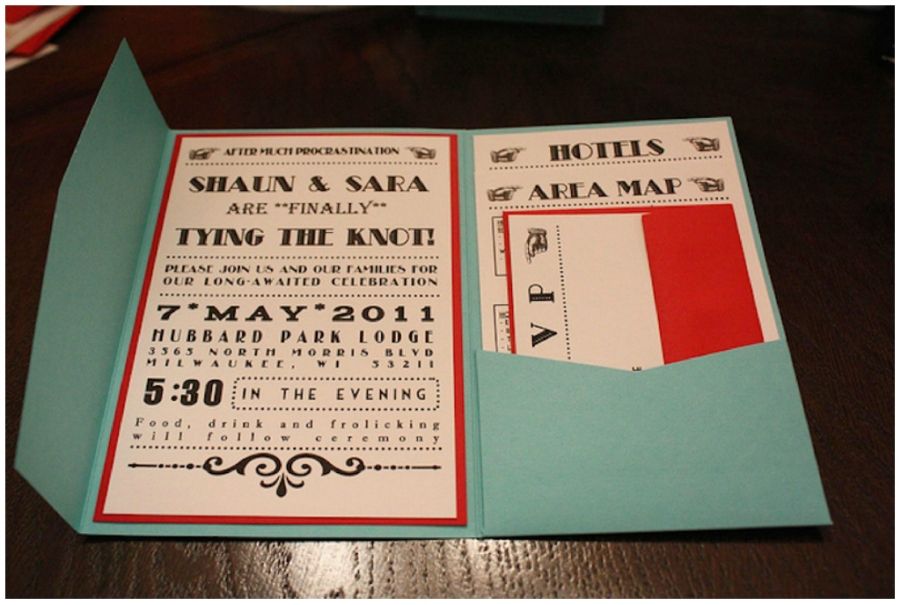 AFTER MUCH PROCRASTINATION
SHAUN & SARA
ARE **FINALLY**
TYING THE KNOT!
PLEASE JOIN US AND OUR FAMILIES FOR
OUR LONG-AWAITED CELEBRATION
7*MAY*2011
HUBBARD PARK LODGE
3565 NORTH MORRIS BLVD
MILWAUKEE, WI 53211
5:30 IN THE EVENING
Food, drink and frolicking
will follow ceremony
HOTELS
AREA MAP
VP